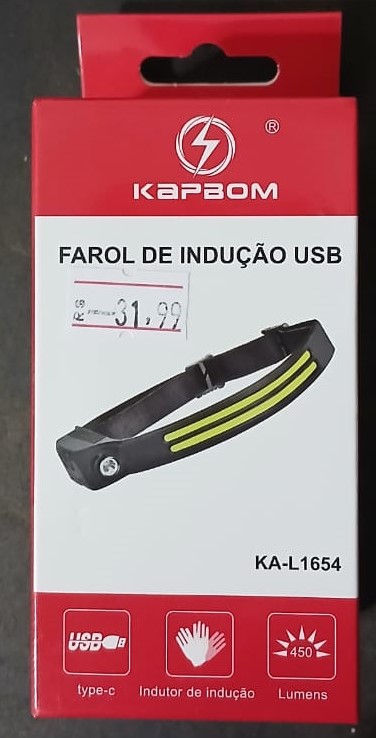 ®
KAPBOM
FAROL DE INDUÇÃO USB
R$ 31,99
KA-L1654
USB
450
type-c
Indutor de indução
Lumens